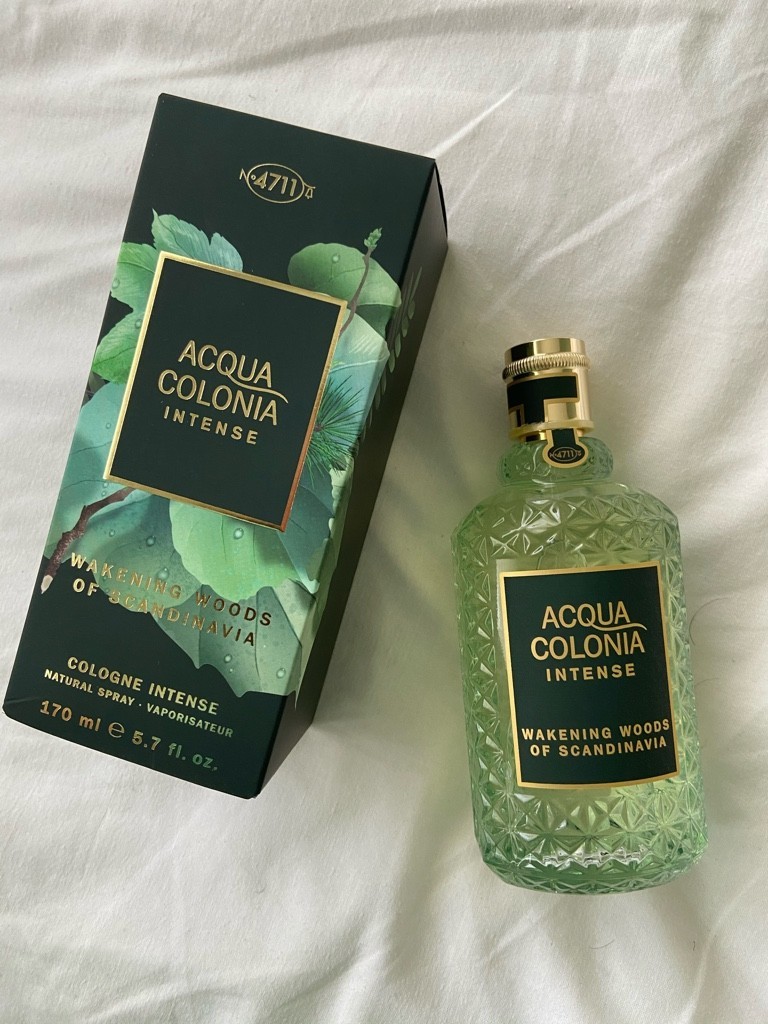 Nº4711
ACQUA
COLONIA
INTENSE
WAKENING WOODS
OF SCANDINAVIA
COLOGNE INTENSE
NATURAL SPRAY · VAPORISATEUR
170 ml ℮ 5.7 fl. oz.
Nº4711
ACQUA
COLONIA
INTENSE
WAKENING WOODS
OF SCANDINAVIA